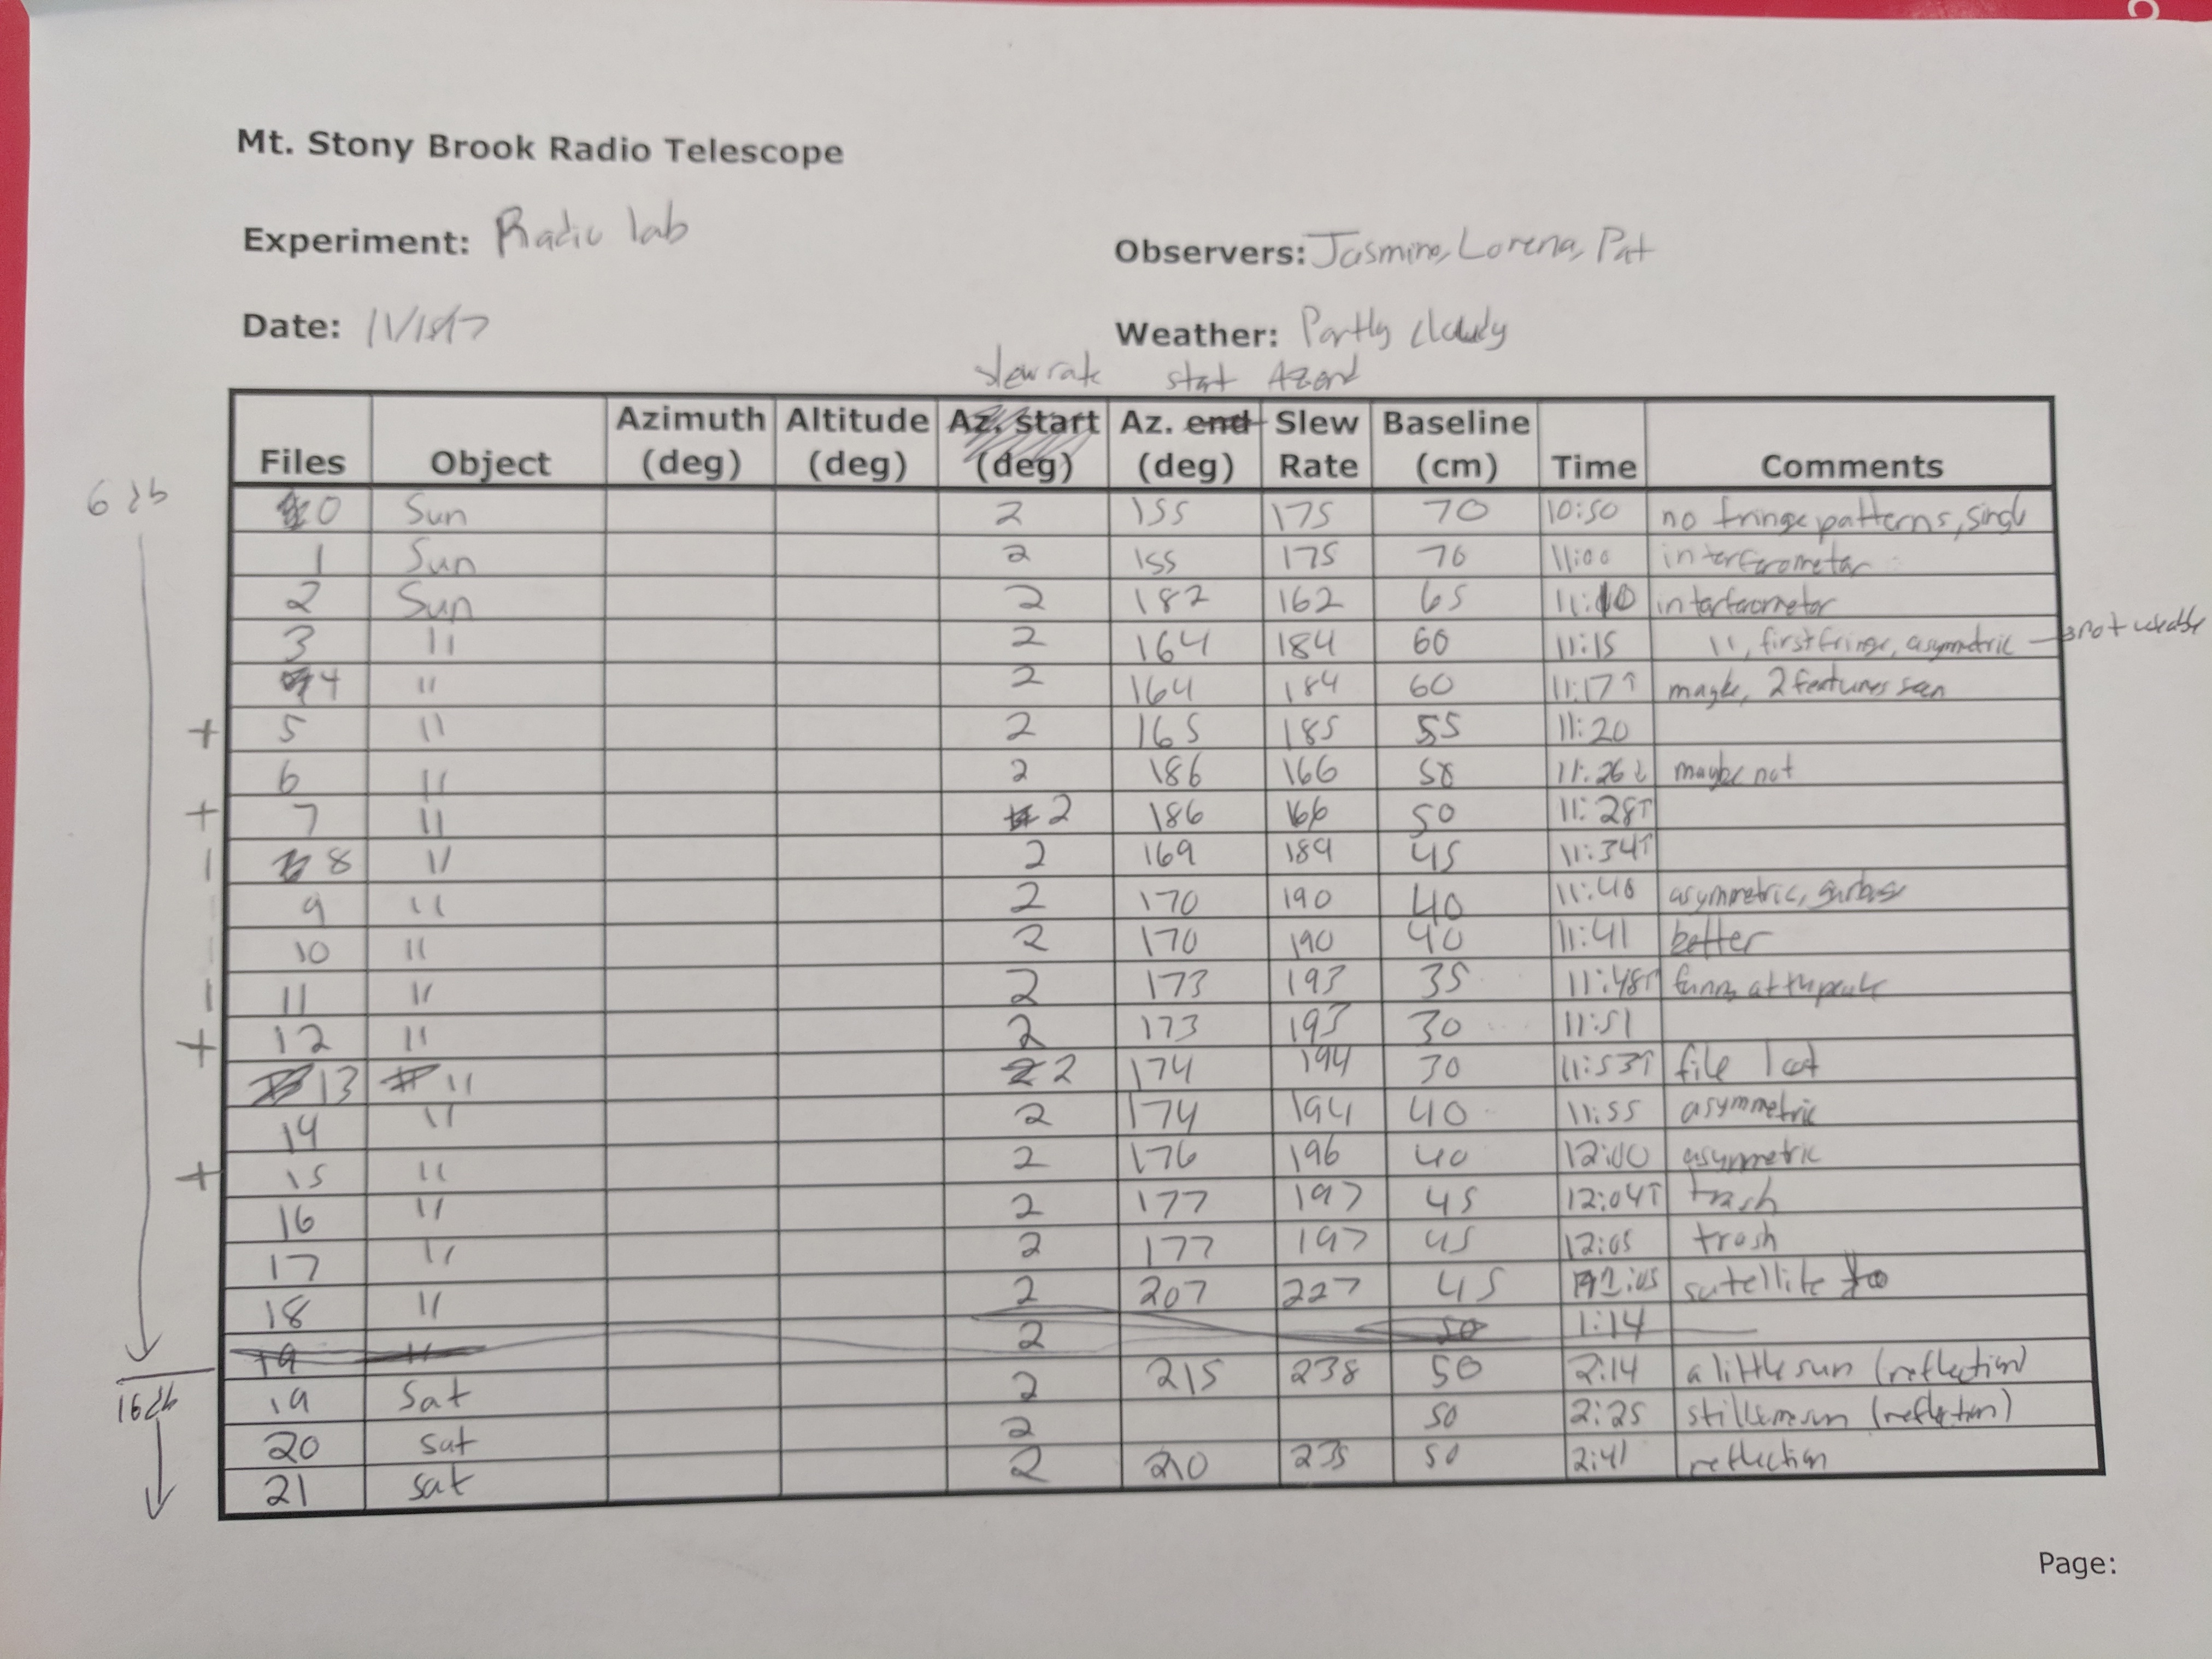 Mt. Stony Brook Radio Telescope
Experiment: Radio lab
Observers: Jasmine, Lorena, Pat
Date: 11/15/17
Weather: Partly cloudy
slew rate start Az end
Files Object Azimuth (deg) Altitude (deg) Az. start (deg) Az. end (deg) Slew Rate Baseline (cm) Time Comments
6 db
0 Sun 2 155 175 70 10:50 no fringe patterns, singl
1 Sun 2 155 175 70 11:00 interferometer
2 Sun 2 182 162 65 11:10 interferometer
3 11 2 164 184 60 11:15 11, first fringe, asymmetric → not useable
4 11 2 164 184 60 11:17↑ maybe, 2 features seen
+ 5 11 2 165 185 55 11:20
6 11 2 186 166 50 11:26↓ maybe not
+ 7 11 2 186 166 50 11:28↑
- 8 11 2 169 189 45 11:34↑
- 9 11 2 170 190 40 11:40 asymmetric,
- 10 11 2 170 190 40 11:41 better
- 11 11 2 173 193 35 11:48↑ funny at the peak
+ 12 11 2 173 193 30 11:51
13 11 2 174 194 30 11:53↑ file lost
14 11 2 174 194 40 11:55 asymmetric
+ 15 11 2 176 196 40 12:00 asymmetric
16 11 2 177 197 45 12:04↑ trash
17 11 2 177 197 45 12:05 trash
18 11 2 207 227 45 satellite
19 11 2 50 1:14
16 db
19 Sat 2 215 238 50 2:14 a little sun (reflection)
20 sat 2 50 2:25 still some sun (reflection)
21 sat 2 210 235 50 2:41 reflection
Page: